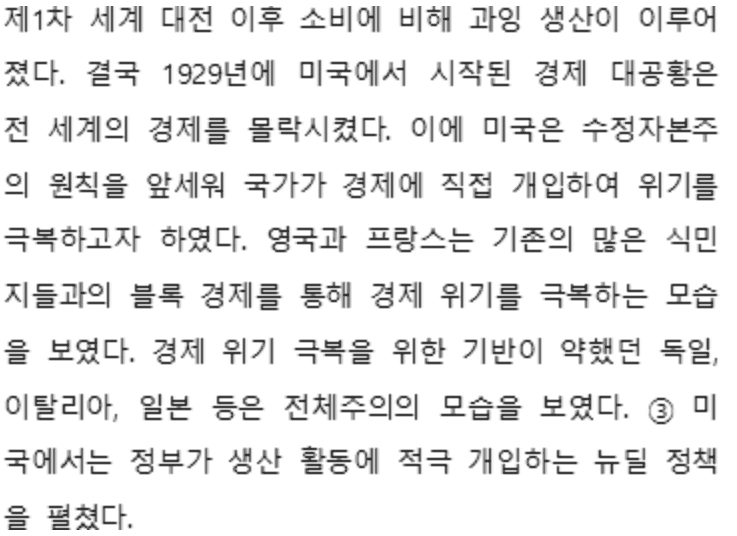 제1차 세계 대전 이후 소비에 비해 과잉 생산이 이루어
졌다. 결국 1929년에 미국에서 시작된 경제 대공황은
전 세계의 경제를 몰락시켰다. 이에 미국은 수정자본주
의 원칙을 앞세워 국가가 경제에 직접 개입하여 위기를
극복하고자 하였다. 영국과 프랑스는 기존의 많은 식민
지들과의 블록 경제를 통해 경제 위기를 극복하는 모습
을 보였다. 경제 위기 극복을 위한 기반이 약했던 독일,
이탈리아, 일본 등은 전체주의의 모습을 보였다. ③ 미
국에서는 정부가 생산 활동에 적극 개입하는 뉴딜 정책
을 펼쳤다.